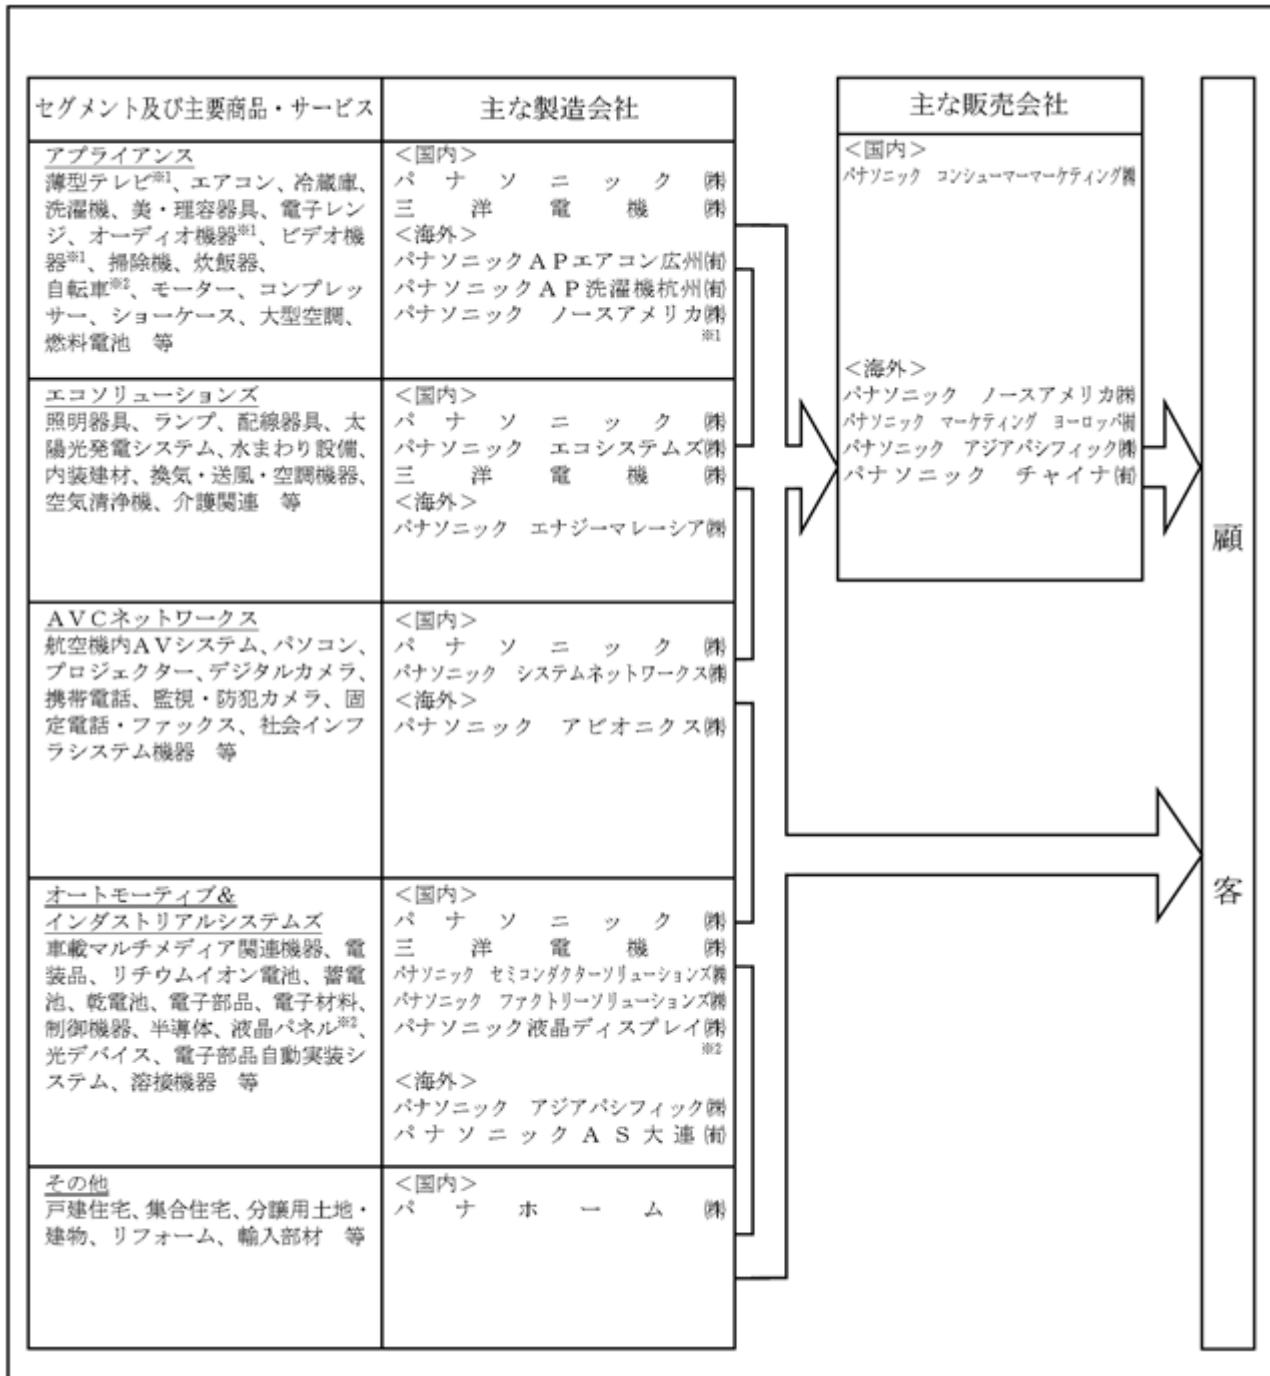 セグメント及び主要商品・サービス
主な製造会社
アプライアンス
薄型テレビ※1、エアコン、冷蔵庫、
洗濯機、美・理容器具、電子レン
ジ、オーディオ機器※1、ビデオ機
器※1、掃除機、炊飯器、
自転車※2、モーター、コンプレッ
サー、ショーケース、大型空調、
燃料電池　等
＜国内＞
パナソニック㈱
三洋電機㈱
＜海外＞
パナソニックＡＰエアコン広州㈲
パナソニックＡＰ洗濯機杭州㈲
パナソニック　ノースアメリカ㈱
※1
エコソリューションズ
照明器具、ランプ、配線器具、太
陽光発電システム、水まわり設備、
内装建材、換気・送風・空調機器、
空気清浄機、介護関連　等
＜国内＞
パナソニック㈱
パナソニック　エコシステムズ㈱
三洋電機㈱
＜海外＞
パナソニック　エナジーマレーシア㈱
ＡＶＣネットワークス
航空機内ＡＶシステム、パソコン、
プロジェクター、デジタルカメラ、
携帯電話、監視・防犯カメラ、固
定電話・ファックス、社会インフ
ラシステム機器　等
＜国内＞
パナソニック㈱
パナソニック　システムネットワークス㈱
＜海外＞
パナソニック　アビオニクス㈱
オートモーティブ＆
インダストリアルシステムズ
車載マルチメディア関連機器、電
装品、リチウムイオン電池、蓄電
池、乾電池、電子部品、電子材料、
制御機器、半導体、液晶パネル※2、
光デバイス、電子部品自動実装シ
ステム、溶接機器　等
＜国内＞
パナソニック㈱
三洋電機㈱
パナソニック　セミコンダクターソリューションズ㈱
パナソニック　ファクトリーソリューションズ㈱
パナソニック液晶ディスプレイ㈱
※2
＜海外＞
パナソニック　アジアパシフィック㈱
パナソニックＡＳ大連㈲
その他
戸建住宅、集合住宅、分譲用土地・
建物、リフォーム、輸入部材　等
＜国内＞
パナホーム㈱
主な販売会社
＜国内＞
パナソニック　コンシューマーマーケティング㈱
＜海外＞
パナソニック　ノースアメリカ㈱
パナソニック　マーケティング　ヨーロッパ㈲
パナソニック　アジアパシフィック㈱
パナソニック　チャイナ㈲
顧
客